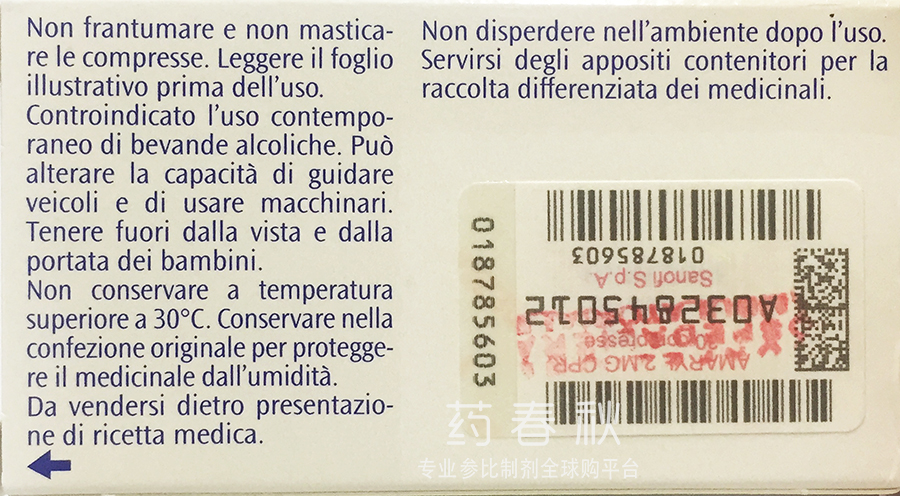 Non frantumare e non mastica-
re le compresse. Leggere il foglio
illustrativo prima dell'uso.
Controindicato l'uso contempo-
raneo di bevande alcoliche. Può
alterare la capacità di guidare
veicoli e di usare macchinari.
Tenere fuori dalla vista e dalla
portata dei bambini.
Non conservare a temperatura
superiore a 30°C. Conservare nella
confezione originale per protegge-
re il medicinale dall'umidità.
Da vendersi dietro presentazio-
ne di ricetta medica.
Non disperdere nell'ambiente dopo l'uso.
Servirsi degli appositi contenitori per la
raccolta differenziata dei medicinali.
018785603
018785603
Sanofi S.p.A
A032845012
30 compresse
AMARYL 2MG CPR
药春秋
专业参比制剂全球购平台